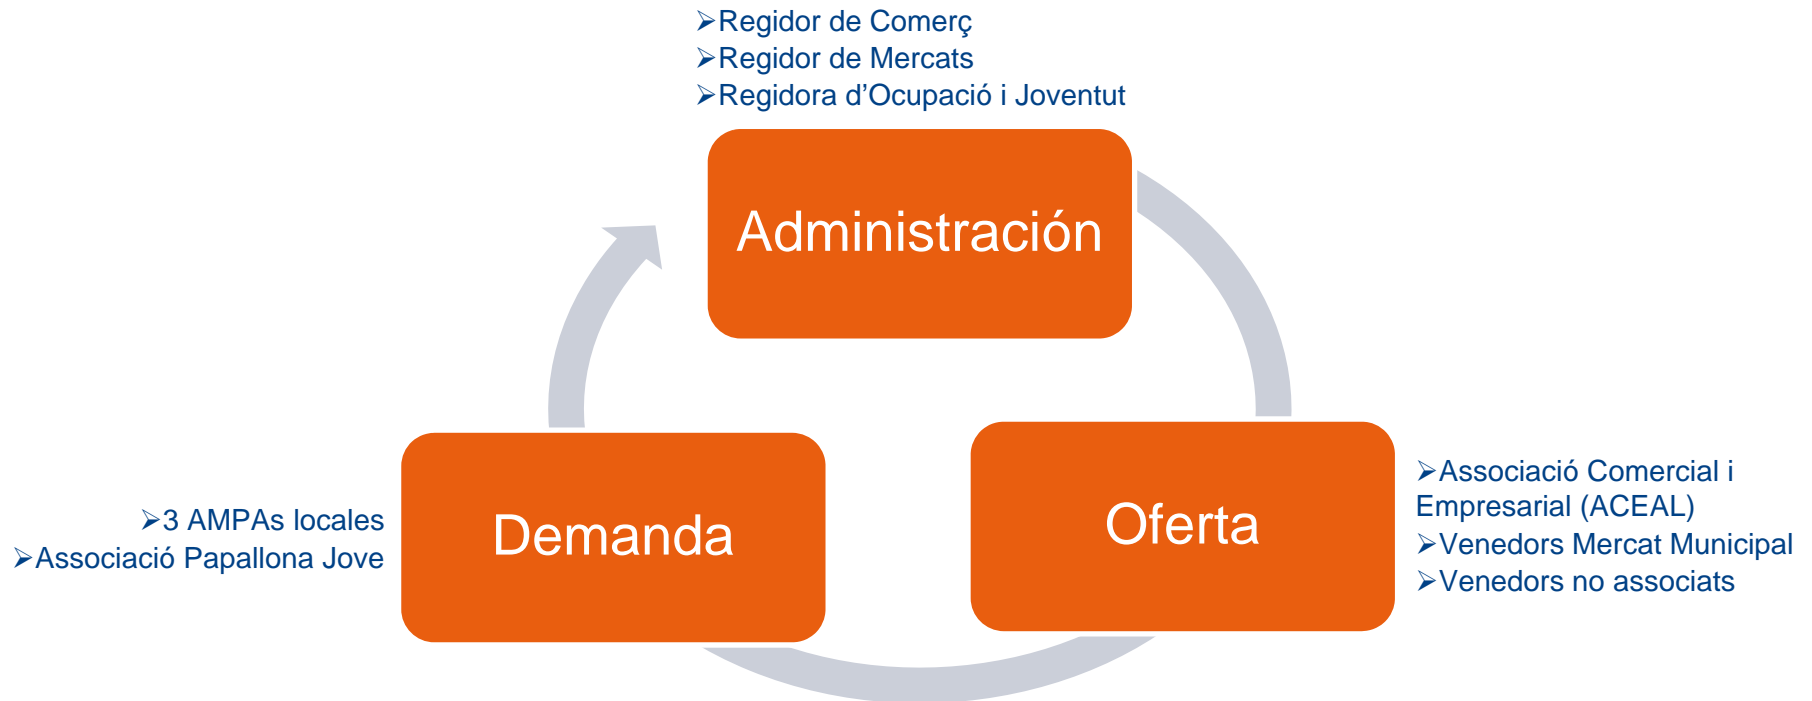 ➢Regidor de Comerç
➢Regidor de Mercats
➢Regidora d’Ocupació i Joventut
Administración
Demanda
➢3 AMPAs locales
➢Associació Papallona Jove
Oferta
➢Associació Comercial i
Empresarial (ACEAL)
➢Venedors Mercat Municipal
➢Venedors no associats